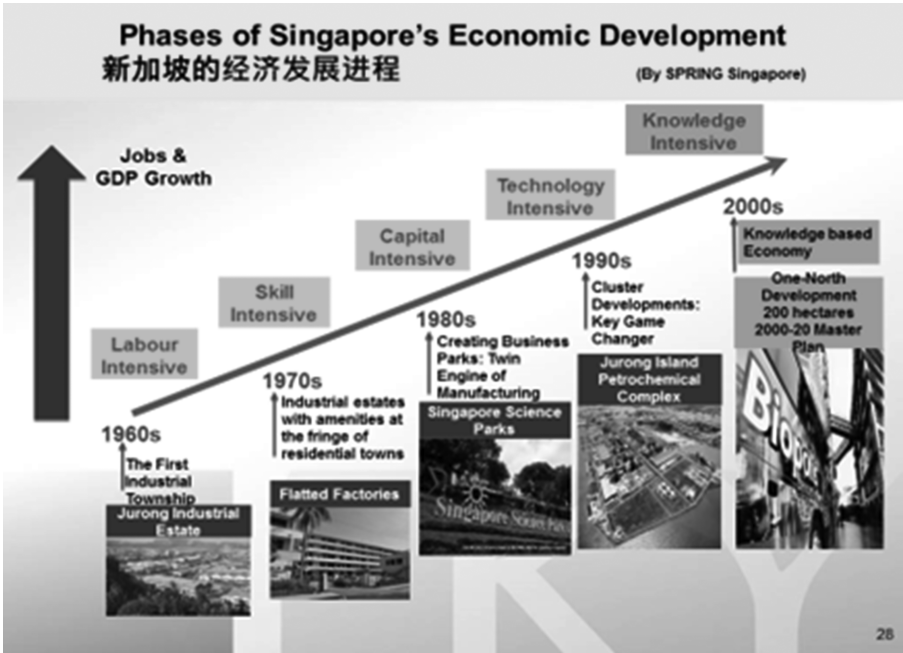 Phases of Singapore's Economic Development
新加坡的经济发展进程
(By SPRING Singapore)
Jobs &
GDP Growth
Labour
Intensive
Skill
Intensive
Capital
Intensive
Technology
Intensive
Knowledge
Intensive
1960s
The First
Industrial
Township
Jurong Industrial
Estate
1970s
Industrial estates
with amenities at
the fringe of
residential towns
Flatted Factories
1980s
Creating Business
Parks: Twin
Engine of
Manufacturing
Singapore Science
Parks
Singapore Science
1990s
Cluster
Developments:
Key Game
Changer
Jurong Island
Petrochemical
Complex
2000s
Knowledge based
Economy
One-North
Development
200 hectares
2000-20 Master
Plan
28